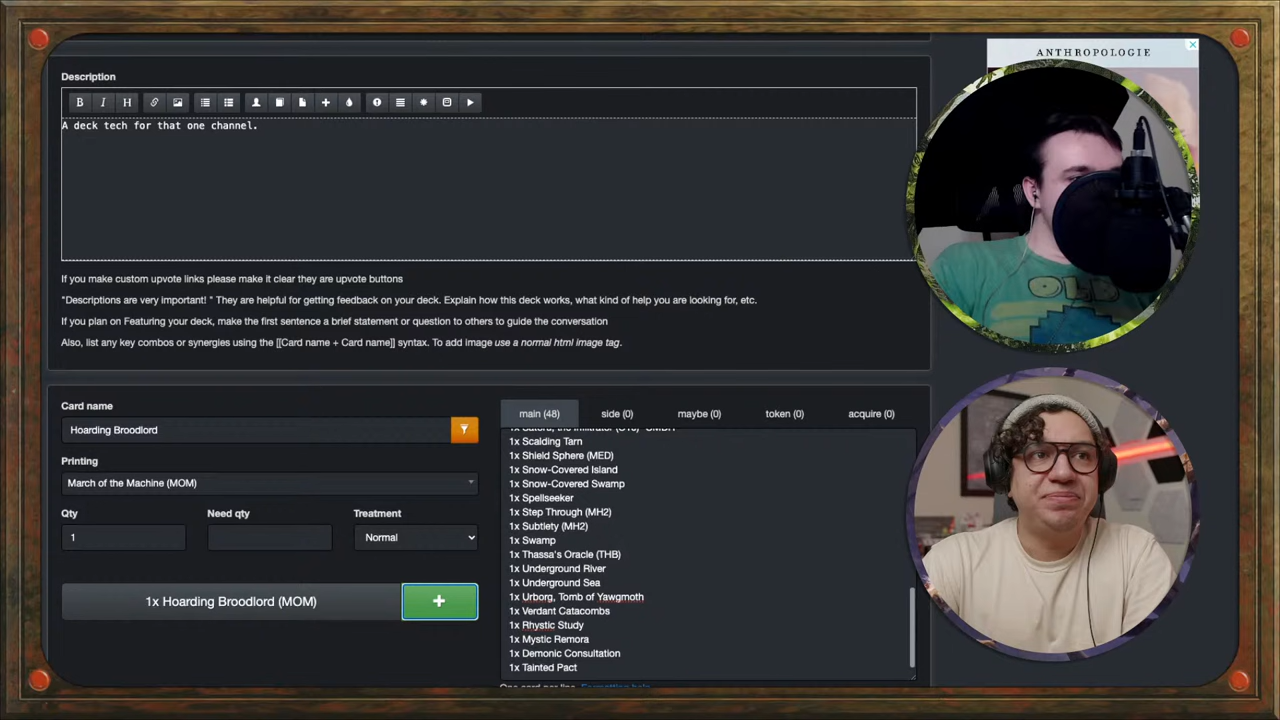 ANTHROPOLOGIE
Description
B I H
A deck tech for that one channel.
If you make custom upvote links please make it clear they are upvote buttons
"Descriptions are very important! " They are helpful for getting feedback on your deck. Explain how this deck works, what kind of help you are looking for, etc.
If you plan on Featuring your deck, make the first sentence a brief statement or question to others to guide the conversation
Also, list any key combos or synergies using the [[Card name + Card name]] syntax. To add image use a normal html image tag.
OLD
Card name
Hoarding Broodlord
Printing
March of the Machine (MOM)
Qty
Need qty
Treatment
1
Normal
1x Hoarding Broodlord (MOM)
+
main (48)
side (0)
maybe (0)
token (0)
acquire (0)
1x Scalding Tarn
1x Shield Sphere (MED)
1x Snow-Covered Island
1x Snow-Covered Swamp
1x Spellseeker
1x Step Through (MH2)
1x Subtlety (MH2)
1x Swamp
1x Thassa's Oracle (THB)
1x Underground River
1x Underground Sea
1x Urborg, Tomb of Yawgmoth
1x Verdant Catacombs
1x Rhystic Study
1x Mystic Remora
1x Demonic Consultation
1x Tainted Pact
One card per line. Formatting help